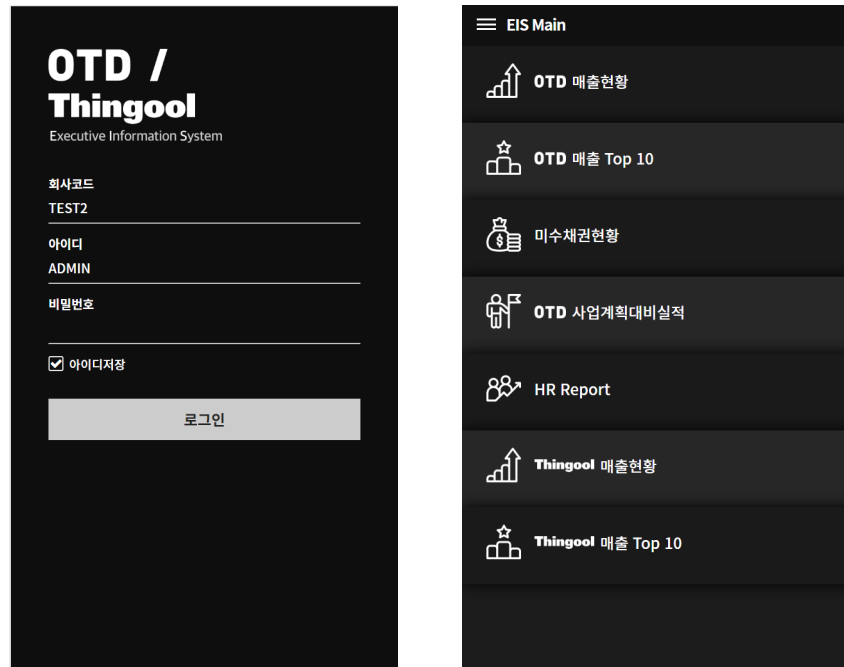 OTD /
Thingool
Executive Information System
회사코드
TEST2
아이디
ADMIN
비밀번호
아이디저장
로그인
EIS Main
OTD 매출현황
OTD 매출 Top 10
미수채권현황
OTD 사업계획대비실적
HR Report
Thingool 매출현황
Thingool 매출 Top 10